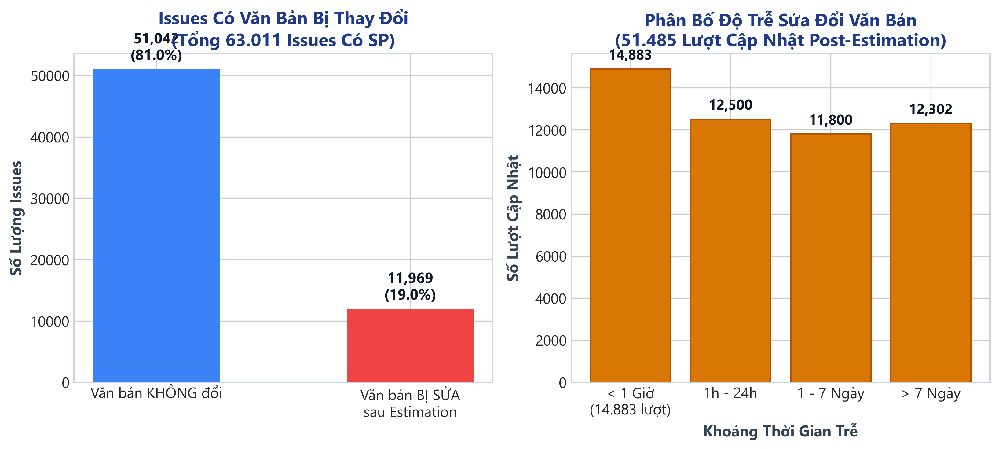 Issues Có Văn Bản Bị Thay Đổi
(Tổng 63.011 Issues Có SP)
51,042
(81.0%)
11,969
(19.0%)
50000
40000
30000
20000
10000
0
Số Lượng Issues
Văn bản KHÔNG đổi
Văn bản BỊ SỬA
sau Estimation
Phân Bố Độ Trễ Sửa Đổi Văn Bản
(51.485 Lượt Cập Nhật Post-Estimation)
14,883
12,500
11,800
12,302
14000
12000
10000
8000
6000
4000
2000
0
Số Lượt Cập Nhật
< 1 Giờ
(14.883 lượt)
1h - 24h
1 - 7 Ngày
> 7 Ngày
Khoảng Thời Gian Trễ